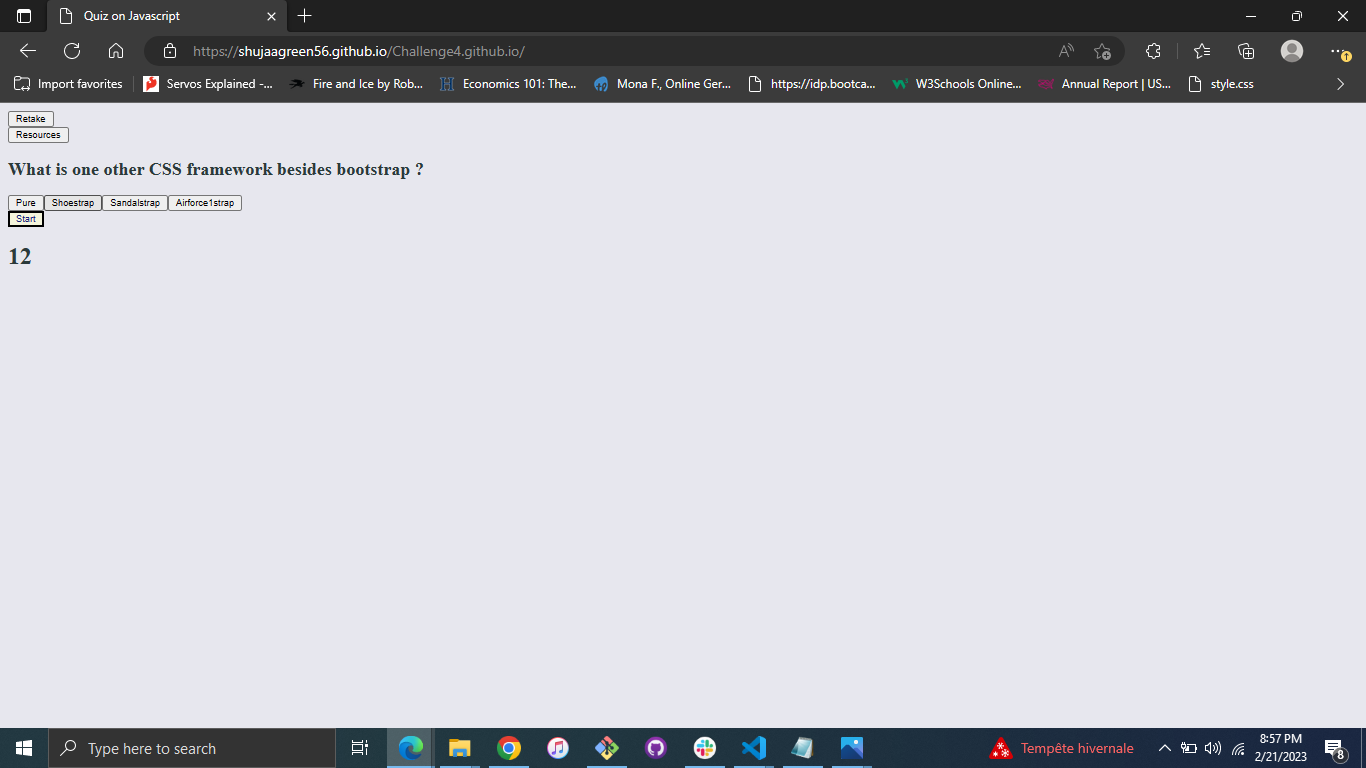 Quiz on Javascript
https://shujaagreen56.github.io/Challenge4.github.io/
Import favorites Servos Explained -... Fire and Ice by Rob... Economics 101: The... Mona F., Online Ger... https://idp.bootca... W3Schools Online... Annual Report | US... style.css
Retake
Resources
What is one other CSS framework besides bootstrap ?
Pure Shoestrap Sandalstrap Airforce1strap
Start
12
Type here to search Tempête hivernale 8:57 PM
2/21/2023 8